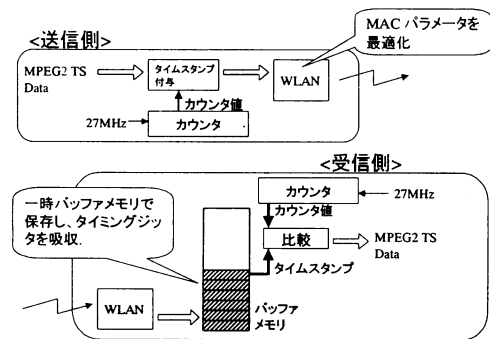 <送信側>
MACパラメータを
最適化
MPEG2 TS
Data
タイムスタンプ
付与
WLAN
カウンタ値
27MHz
カウンタ
<受信側>
一時バッファメモリで
保存し、タイミングジッ
タを吸収.
カウンタ
27MHz
カウンタ値
比較
MPEG2 TS
Data
タイムスタンプ
WLAN
バッファ
メモリ